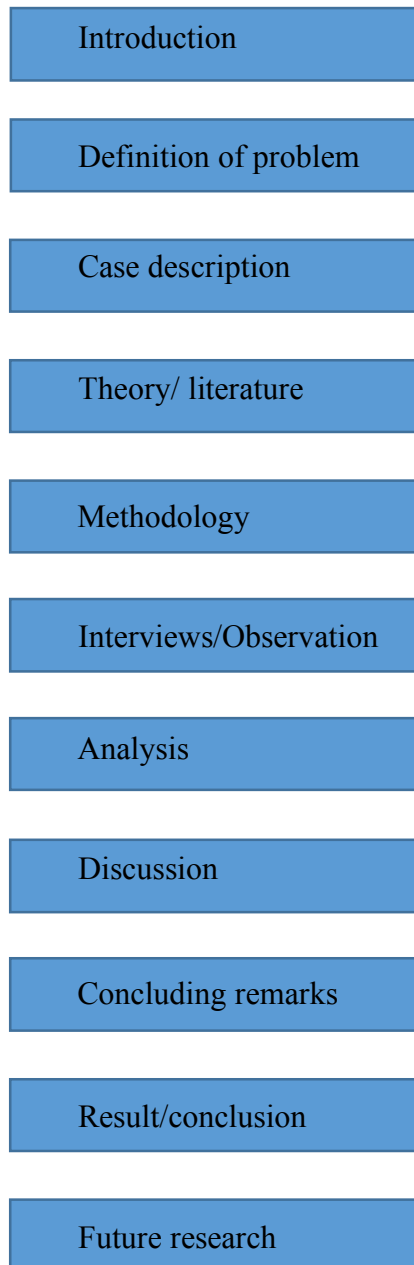 Introduction
Definition of problem
Case description
Theory/ literature
Methodology
Interviews/Observation
Analysis
Discussion
Concluding remarks
Result/conclusion
Future research